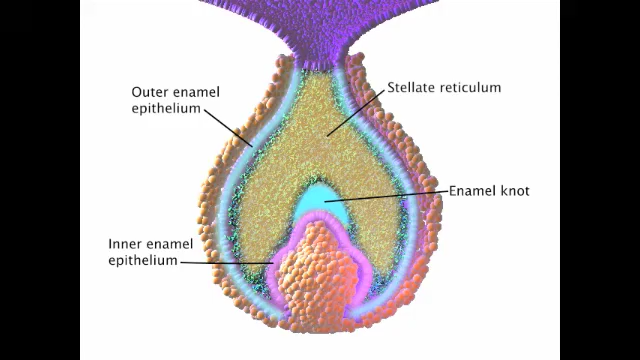 Outer enamel
epithelium
Stellate reticulum
Enamel knot
Inner enamel
epithelium